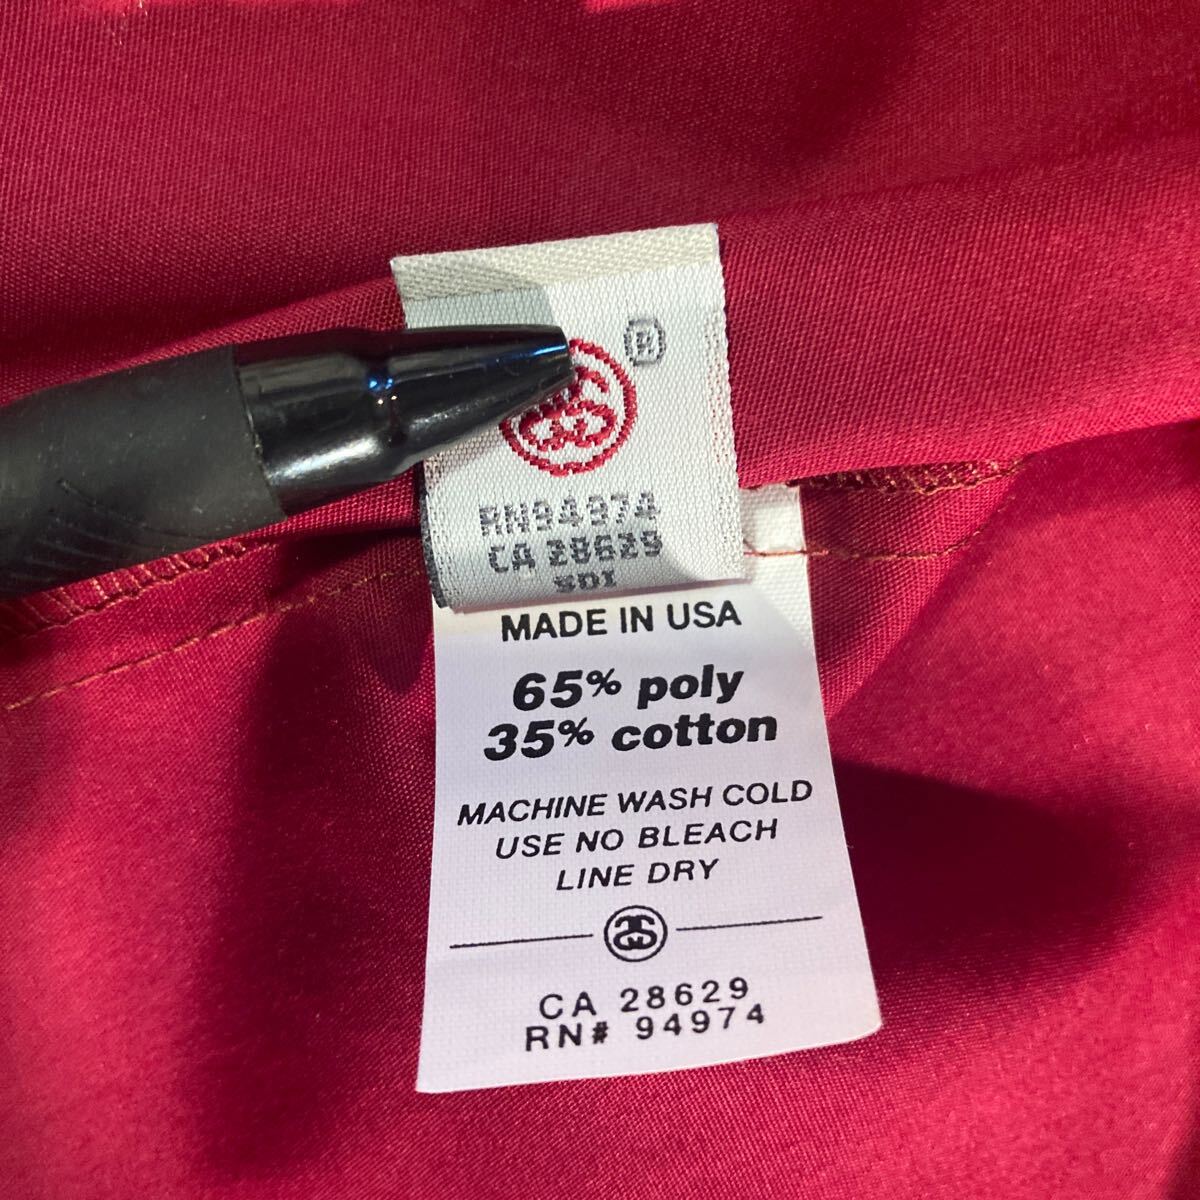 ®
RN94974
CA 28629
SDI
MADE IN USA
65% poly
35% cotton
MACHINE WASH COLD
USE NO BLEACH
LINE DRY
CA 28629
RN# 94974